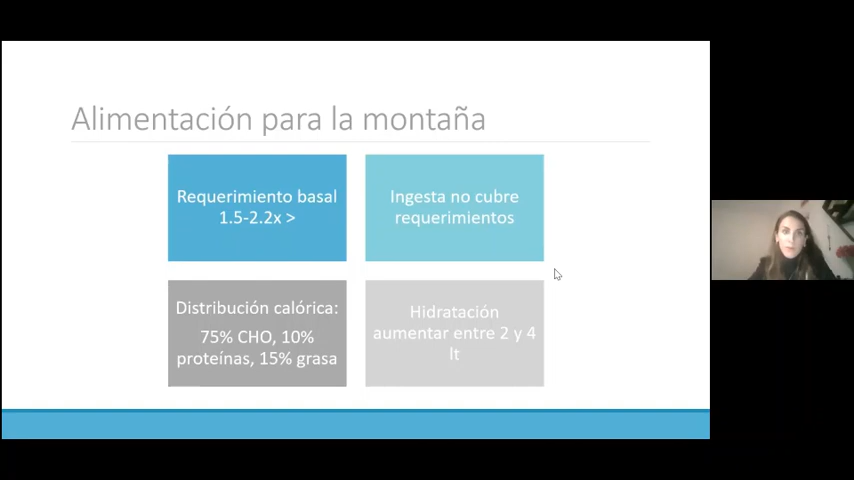 Alimentación para la montaña
Requerimiento basal
1.5-2.2x >
Ingesta no cubre
requerimientos
Distribución calórica:
75% CHO, 10%
proteínas, 15% grasa
Hidratación
aumentar entre 2 y 4
lt